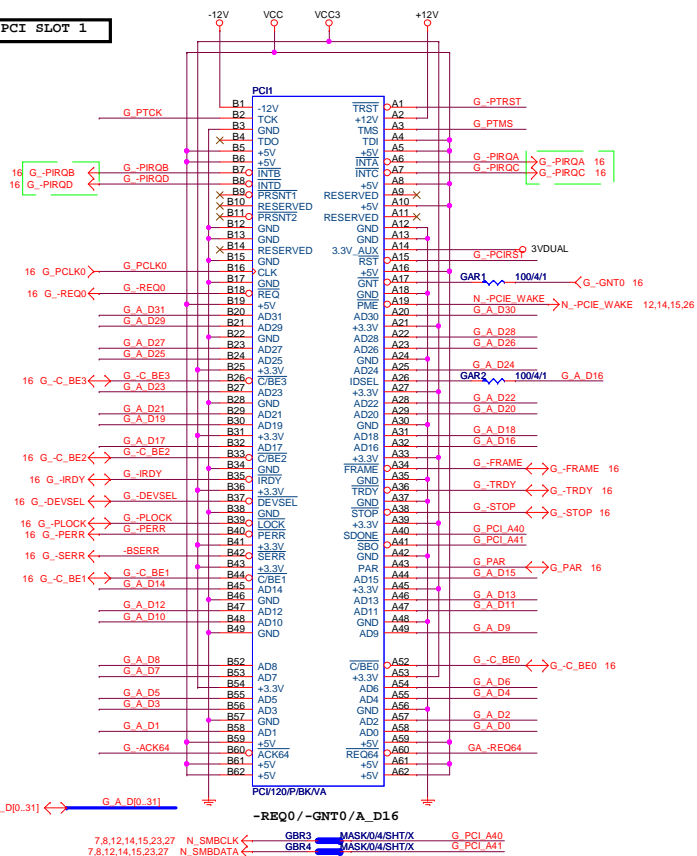 -12V VCC VCC3 +12V
PCI SLOT 1
PCI1
B1 -12V TRST A1 G_-PTRST
G_PTCK B2 TCK +12V A2
B3 GND TMS A3 G_PTMS
B4 TDO TDI A4
B5 +5V +5V A5
B6 +5V INTA A6 G_-PIRQA G_-PIRQA 16
16 G_-PIRQB G_-PIRQB B7 INTB INTC A7 G_-PIRQC G_-PIRQC 16
16 G_-PIRQD G_-PIRQD B8 INTD +5V A8
B9 PRSNT1 RESERVED A9
B10 RESERVED +5V A10
B11 PRSNT2 RESERVED A11
B12 GND GND A12
B13 GND GND A13
B14 RESERVED 3.3V_AUX A14 3VDUAL
B15 GND RST A15 G_-PCIRST
16 G_PCLK0 G_PCLK0 B16 CLK +5V A16
B17 GND GNT A17 GAR1 100/4/1 G_-GNT0 16
16 G_-REQ0 G_-REQ0 B18 REQ GND A18
B19 +5V PME A19 N_-PCIE_WAKE N_-PCIE_WAKE 12,14,15,26
G_A_D31 B20 AD31 AD30 A20 G_A_D30
G_A_D29 B21 AD29 +3.3V A21
B22 GND AD28 A22 G_A_D28
G_A_D27 B23 AD27 AD26 A23 G_A_D26
G_A_D25 B24 AD25 GND A24
B25 +3.3V AD24 A25 G_A_D24
16 G_-C_BE3 G_-C_BE3 B26 C/BE3 IDSEL A26 GAR2 100/4/1 G_A_D16
G_A_D23 B27 AD23 +3.3V A27
B28 GND AD22 A28 G_A_D22
G_A_D21 B29 AD21 AD20 A29 G_A_D20
G_A_D19 B30 AD19 GND A30
B31 +3.3V AD18 A31 G_A_D18
G_A_D17 B32 AD17 AD16 A32 G_A_D16
16 G_-C_BE2 G_-C_BE2 B33 C/BE2 +3.3V A33
B34 GND FRAME A34 G_-FRAME G_-FRAME 16
16 G_-IRDY G_-IRDY B35 IRDY GND A35
B36 +3.3V TRDY A36 G_-TRDY G_-TRDY 16
16 G_-DEVSEL G_-DEVSEL B37 DEVSEL GND A37
B38 GND STOP A38 G_-STOP G_-STOP 16
16 G_-PLOCK G_-PLOCK B39 LOCK +3.3V A39
16 G_-PERR G_-PERR B40 PERR SDONE A40 G_PCI_A40
B41 +3.3V SBO A41 G_PCI_A41
16 G_-SERR -BSERR B42 SERR GND A42
B43 +3.3V PAR A43 G_PAR G_PAR 16
16 G_-C_BE1 G_-C_BE1 B44 C/BE1 AD15 A44 G_A_D15
G_A_D14 B45 AD14 +3.3V A45
B46 GND AD13 A46 G_A_D13
G_A_D12 B47 AD12 AD11 A47 G_A_D11
G_A_D10 B48 AD10 GND A48
B49 GND AD9 A49 G_A_D9
G_A_D8 B52 AD8 C/BE0 A52 G_-C_BE0 G_-C_BE0 16
G_A_D7 B53 AD7 +3.3V A53
B54 +3.3V AD6 A54 G_A_D6
G_A_D5 B55 AD5 AD4 A55 G_A_D4
G_A_D3 B56 AD3 GND A56
B57 GND AD2 A57 G_A_D2
G_A_D1 B58 AD1 AD0 A58 G_A_D0
B59 +5V +5V A59
G_-ACK64 B60 ACK64 REQ64 A60 GA_-REQ64
B61 +5V +5V A61
B62 +5V +5V A62
PCI/120/P/BK/VA
_D[0..31] G_A_D[0..31]
-REQ0/-GNT0/A_D16
7,8,12,14,15,23,27 N_SMBCLK GBR3 MASK/0/4/SHT/X G_PCI_A40
7,8,12,14,15,23,27 N_SMBDATA GBR4 MASK/0/4/SHT/X G_PCI_A41